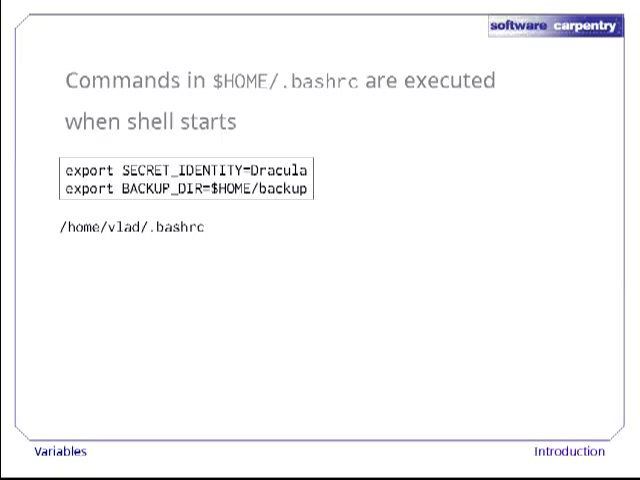 software carpentry
Commands in $HOME/.bashrc are executed
when shell starts
export SECRET_IDENTITY=Dracula
export BACKUP_DIR=$HOME/backup
/home/vlad/.bashrc
Variables
Introduction